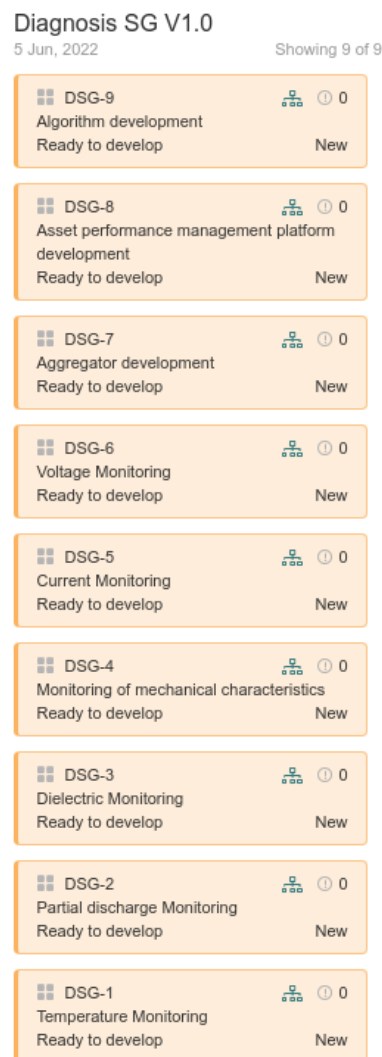 Diagnosis SG V1.0
5 Jun, 2022 Showing 9 of 9
DSG-9 0
Algorithm development
Ready to develop New
DSG-8 0
Asset performance management platform
development
Ready to develop New
DSG-7 0
Aggregator development
Ready to develop New
DSG-6 0
Voltage Monitoring
Ready to develop New
DSG-5 0
Current Monitoring
Ready to develop New
DSG-4 0
Monitoring of mechanical characteristics
Ready to develop New
DSG-3 0
Dielectric Monitoring
Ready to develop New
DSG-2 0
Partial discharge Monitoring
Ready to develop New
DSG-1 0
Temperature Monitoring
Ready to develop New